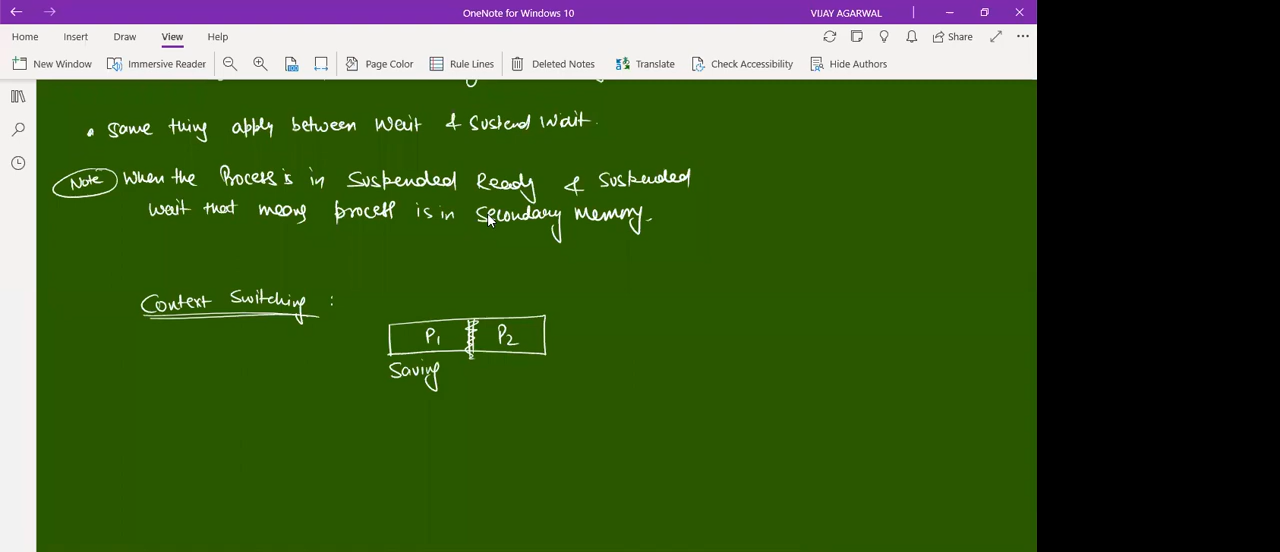 OneNote for Windows 10
VIJAY AGARWAL
Home Insert Draw View Help
Share
New Window Immersive Reader Page Color Rule Lines Deleted Notes Translate Check Accessibility Hide Authors
• Same thing apply between Wait & Sustend Wait.
Note When the Process is in Suspended Ready & Suspended
wait that means process is in Secondary Memory.
Context Switching :
P1 P2
Saving